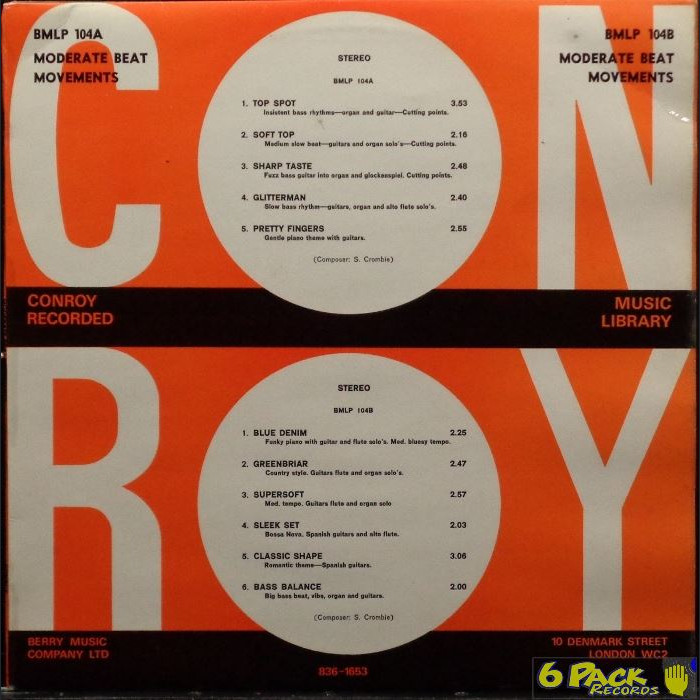 CON
BMLP 104A
MODERATE BEAT
MOVEMENTS
BMLP 104B
MODERATE BEAT
MOVEMENTS
STEREO
BMLP 104A
1. TOP SPOT 3.53
Insistent bass rhythms—organ and guitar—Cutting points.
2. SOFT TOP 2.16
Medium slow beat—guitars and organ solo's—Cutting points.
3. SHARP TASTE 2.48
Fuzz bass guitar into organ and glockenspiel. Cutting points.
4. GLITTERMAN 2.40
Slow bass rhythm—guitars, organ and alto flute solo's.
5. PRETTY FINGERS 2.55
Gentle piano theme with guitars.
(Composer: S. Crombie)
CONROY
RECORDED
MUSIC
LIBRARY
ROY
STEREO
BMLP 104B
1. BLUE DENIM 2.25
Funky piano with guitar and flute solo's. Med. bluesy tempo.
2. GREENBRIAR 2.47
Country style. Guitars flute and organ solo's.
3. SUPERSOFT 2.57
Med. tempo. Guitars flute and organ solo
4. SLEEK SET 2.03
Bossa Nova. Spanish guitars and alto flute.
5. CLASSIC SHAPE 3.06
Romantic theme—Spanish guitars.
6. BASS BALANCE 2.00
Big bass beat, vibs, organ and guitars.
(Composer: S. Crombie)
BERRY MUSIC
COMPANY LTD
10 DENMARK STREET
LONDON WC2
836-1653
6 PACK
RECORDS